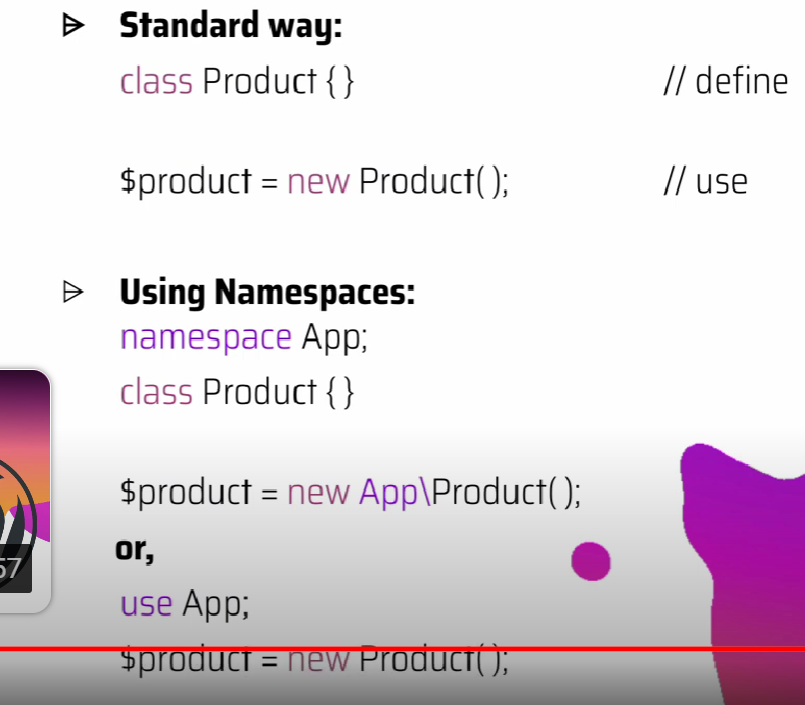 Standard way:
class Product { } // define
$product = new Product( ); // use
Using Namespaces:
namespace App;
class Product { }
$product = new App\Product( );
or,
use App;
$product = new Product( );
57